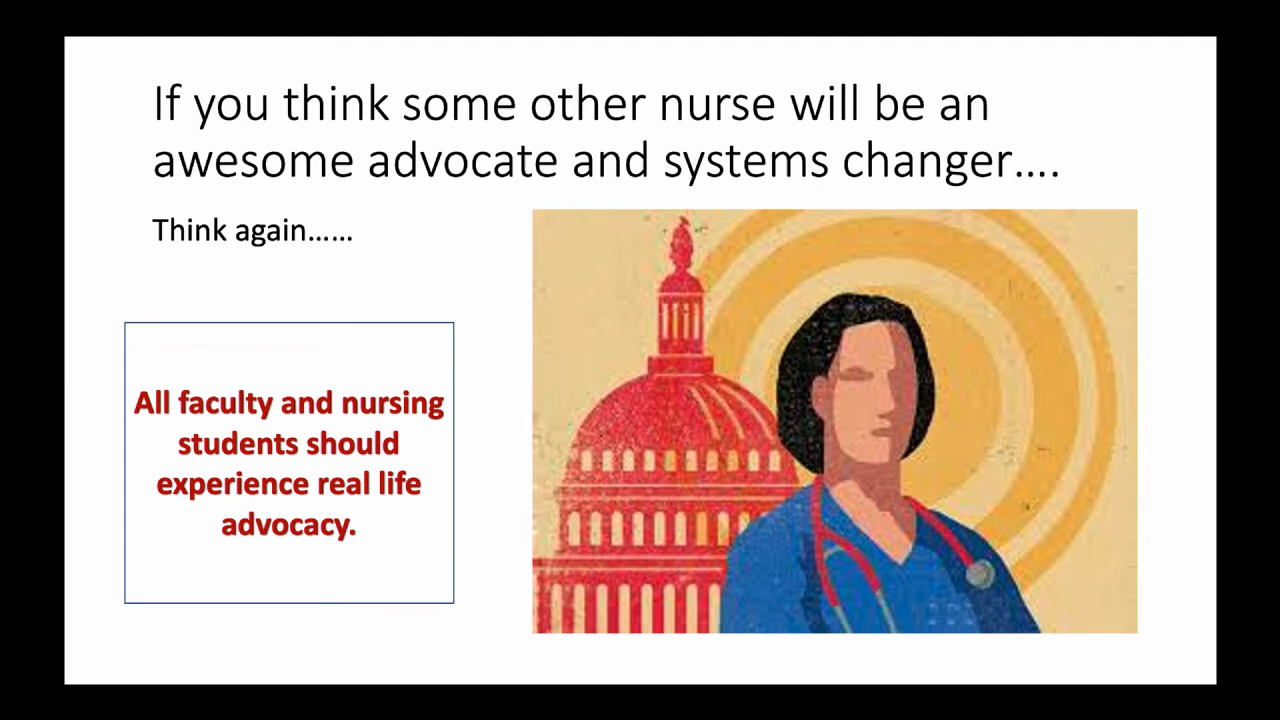 If you think some other nurse will be an
awesome advocate and systems changer....
Think again......
All faculty and nursing
students should
experience real life
advocacy.